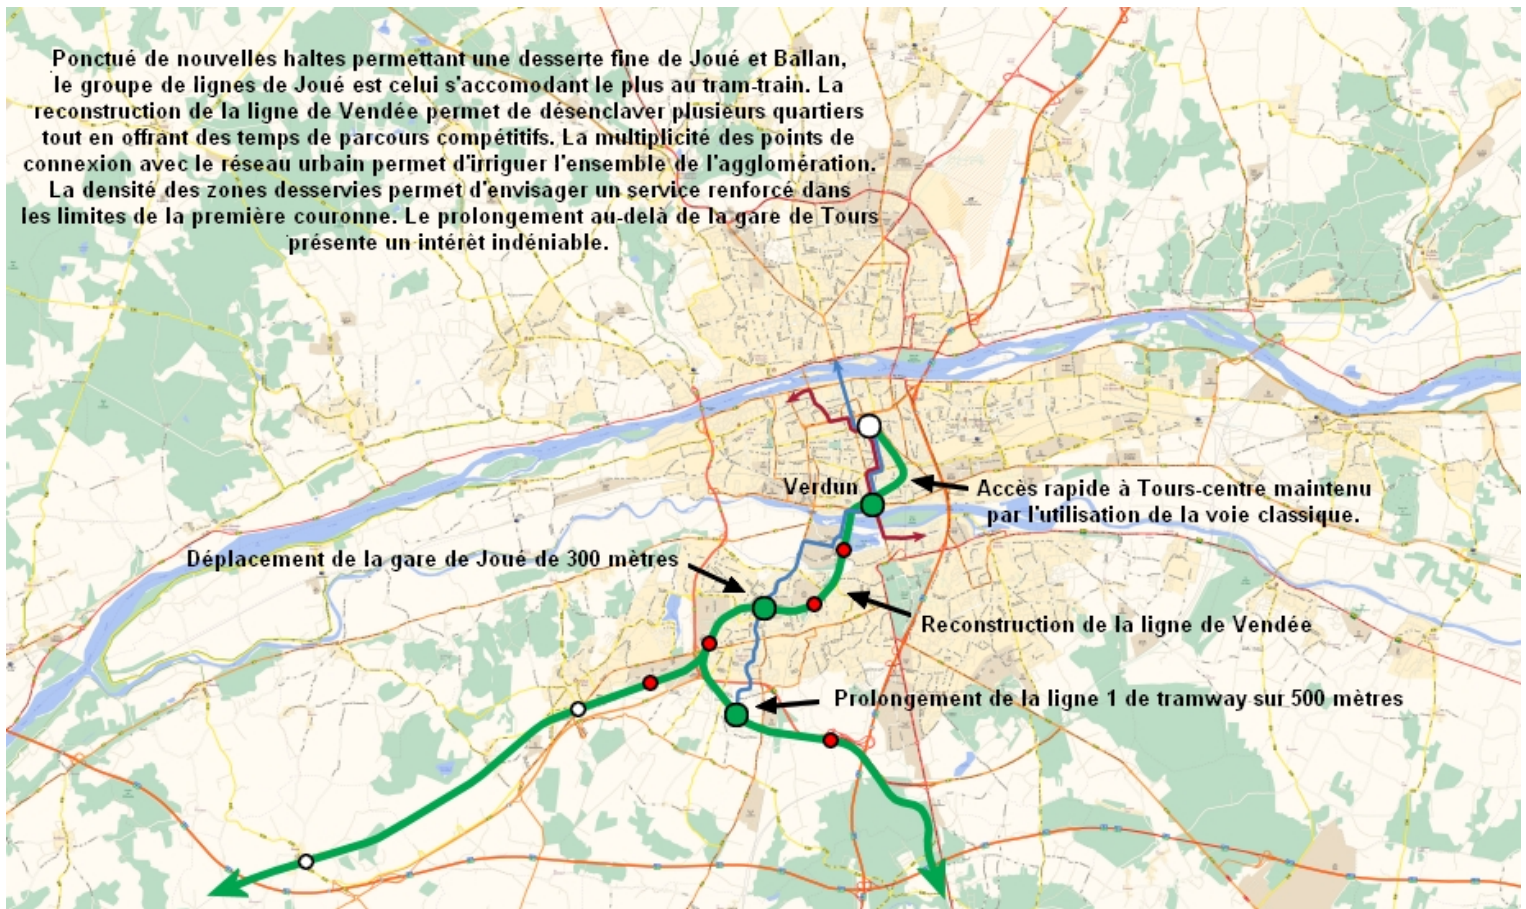 Ponctué de nouvelles haltes permettant une desserte fine de Joué et Ballan,
le groupe de lignes de Joué est celui s'accomodant le plus au tram-train. La
reconstruction de la ligne de Vendée permet de désenclaver plusieurs quartiers
tout en offrant des temps de parcours compétitifs. La multiplicité des points de
connexion avec le réseau urbain permet d'irriguer l'ensemble de l'agglomération.
La densité des zones desservies permet d'envisager un service renforcé dans
les limites de la première couronne. Le prolongement au-delà de la gare de Tours
présente un intérêt indéniable.
Verdun
Accès rapide à Tours-centre maintenu
par l'utilisation de la voie classique.
Déplacement de la gare de Joué de 300 mètres
Reconstruction de la ligne de Vendée
Prolongement de la ligne 1 de tramway sur 500 mètres